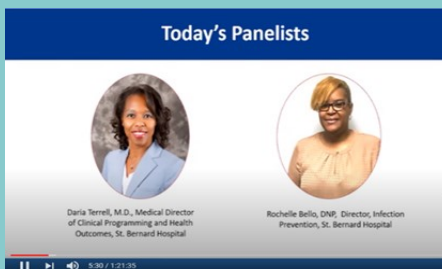 Today's Panelists
Daria Terrell, M.D., Medical Director
of Clinical Programming and Health
Outcomes, St. Bernard Hospital
Rochelle Bello, DNP, Director, Infection
Prevention, St. Bernard Hospital
5:30 / 1:21:35